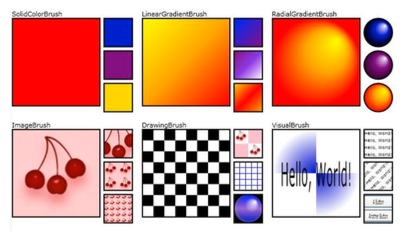 SolidColorBrush
LinearGradientBrush
RadialGradientBrush
ImageBrush
DrawingBrush
VisualBrush
Hello, World!